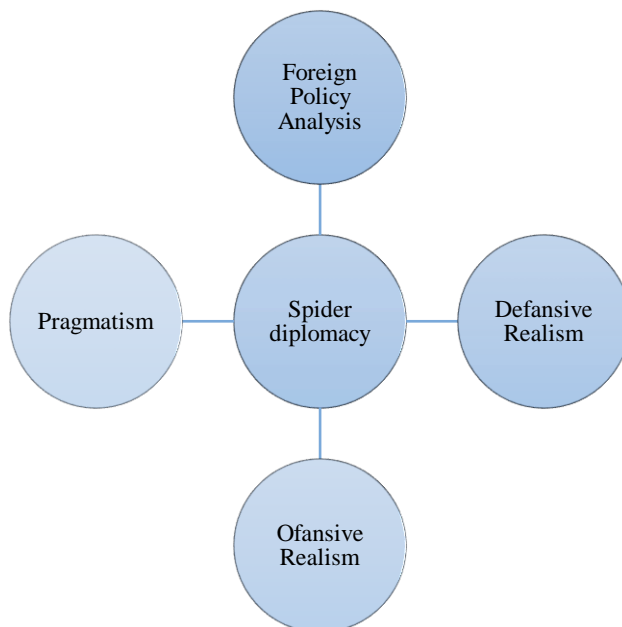 Foreign
Policy
Analysis
Pragmatism
Spider
diplomacy
Defansive
Realism
Ofansive
Realism